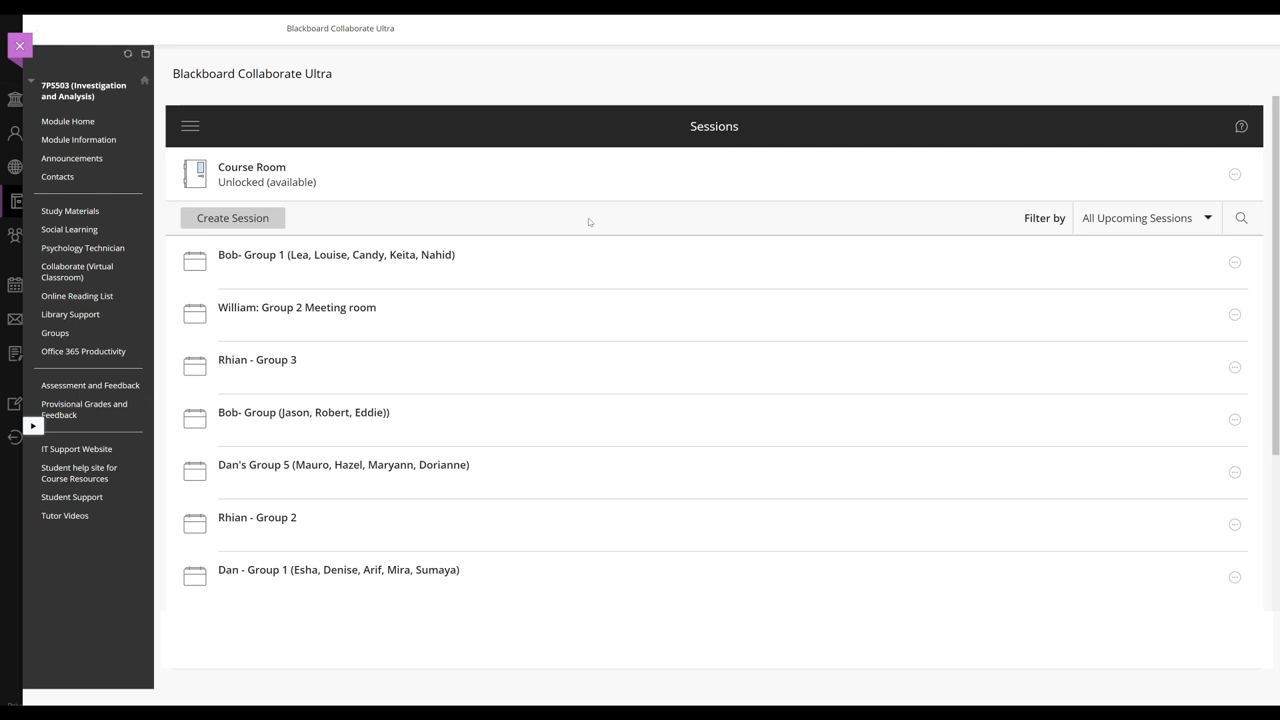 Blackboard Collaborate Ultra
7PS503 (Investigation
and Analysis)
Module Home
Module Information
Announcements
Contacts
Study Materials
Social Learning
Psychology Technician
Collaborate (Virtual
Classroom)
Online Reading List
Library Support
Groups
Office 365 Productivity
Assessment and Feedback
Provisional Grades and
Feedback
IT Support Website
Student help site for
Course Resources
Student Support
Tutor Videos
Blackboard Collaborate Ultra
Sessions
Course Room
Unlocked (available)
Create Session
Filter by
All Upcoming Sessions
Bob- Group 1 (Lea, Louise, Candy, Keita, Nahid)
William: Group 2 Meeting room
Rhian - Group 3
Bob- Group (Jason, Robert, Eddie))
Dan's Group 5 (Mauro, Hazel, Maryann, Dorianne)
Rhian - Group 2
Dan - Group 1 (Esha, Denise, Arif, Mira, Sumaya)